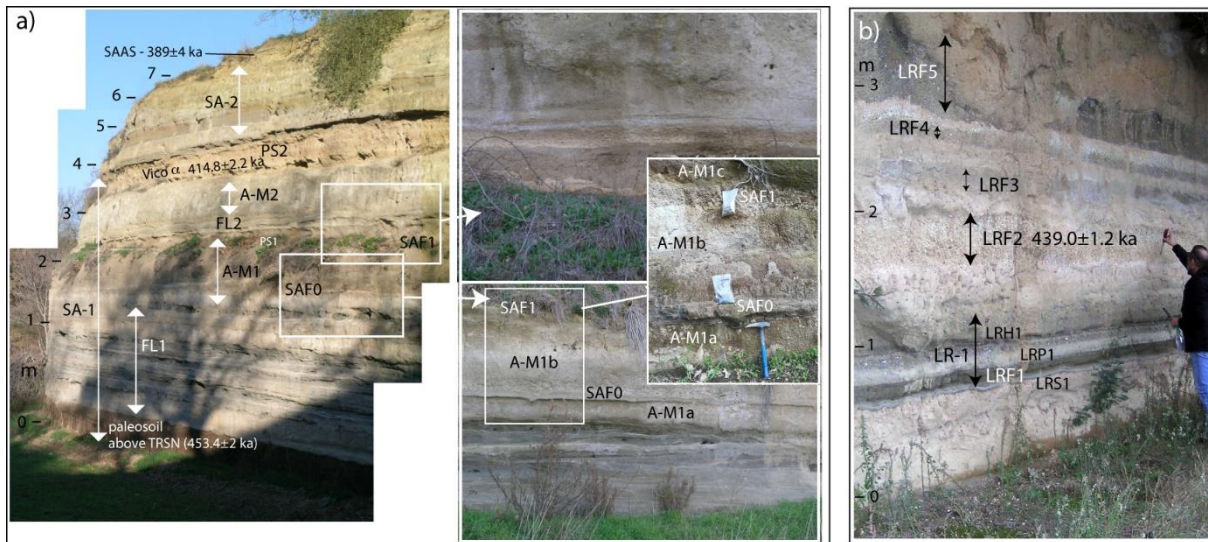 a)
SAAS - 389±4 ka
7
6
SA-2
5
PS2
4
Vico α 414.8±2.2 ka
A-M2
3
FL2
PS1
SAF1
2
A-M1
SAF0
SA-1
1
FL1
m
0
paleosoil
above TRSN (453.4±2 ka)
A-M1c
SAF1
A-M1b
SAF0
A-M1a
SAF1
A-M1b
SAF0
A-M1a
b)
m
LRF5
3
LRF4
LRF3
2
LRF2 439.0±1.2 ka
LRH1
1
LR-1
LRP1
LRF1
LRS1
0